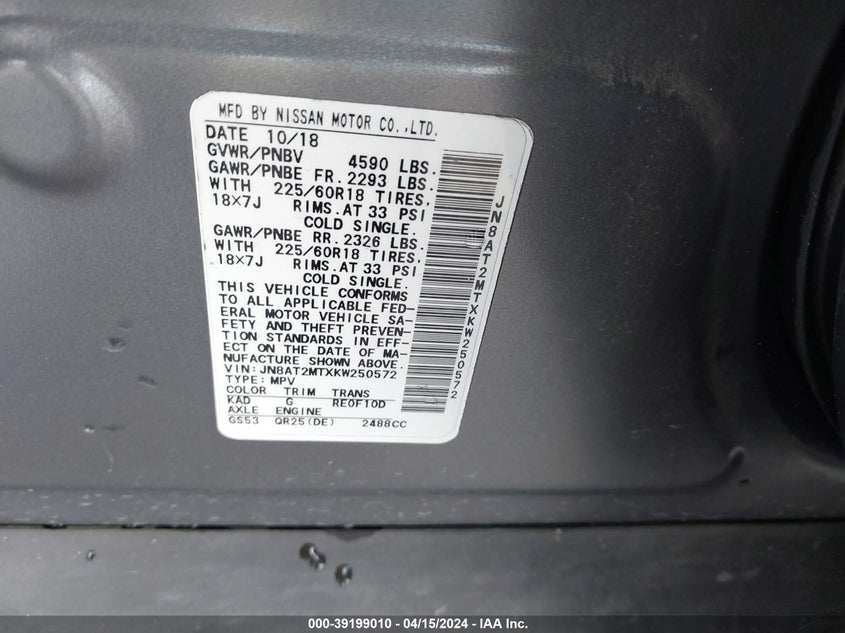 MFD BY NISSAN MOTOR CO.,LTD.
DATE 10/18
GVWR/PNBV 4590 LBS.
GAWR/PNBE FR. 2293 LBS.
WITH 225/60R18 TIRES,
18×7J RIMS.AT 33 PSI
COLD SINGLE.
GAWR/PNBE RR. 2326 LBS.
WITH 225/60R18 TIRES,
18×7J RIMS.AT 33 PSI
COLD SINGLE.
THIS VEHICLE CONFORMS
TO ALL APPLICABLE FED-
ERAL MOTOR VEHICLE SA-
FETY AND THEFT PREVEN-
TION STANDARDS IN EFF-
ECT ON THE DATE OF MA-
NUFACTURE SHOWN ABOVE.
VIN: JN8AT2MTXKW250572
TYPE: MPV
COLOR TRIM TRANS
KAD G RE0F10D
AXLE ENGINE
GS53 QR25(DE) 2488CC
JN8AT2MTXKW250572
000-39199010 - 04/15/2024 - IAA Inc.